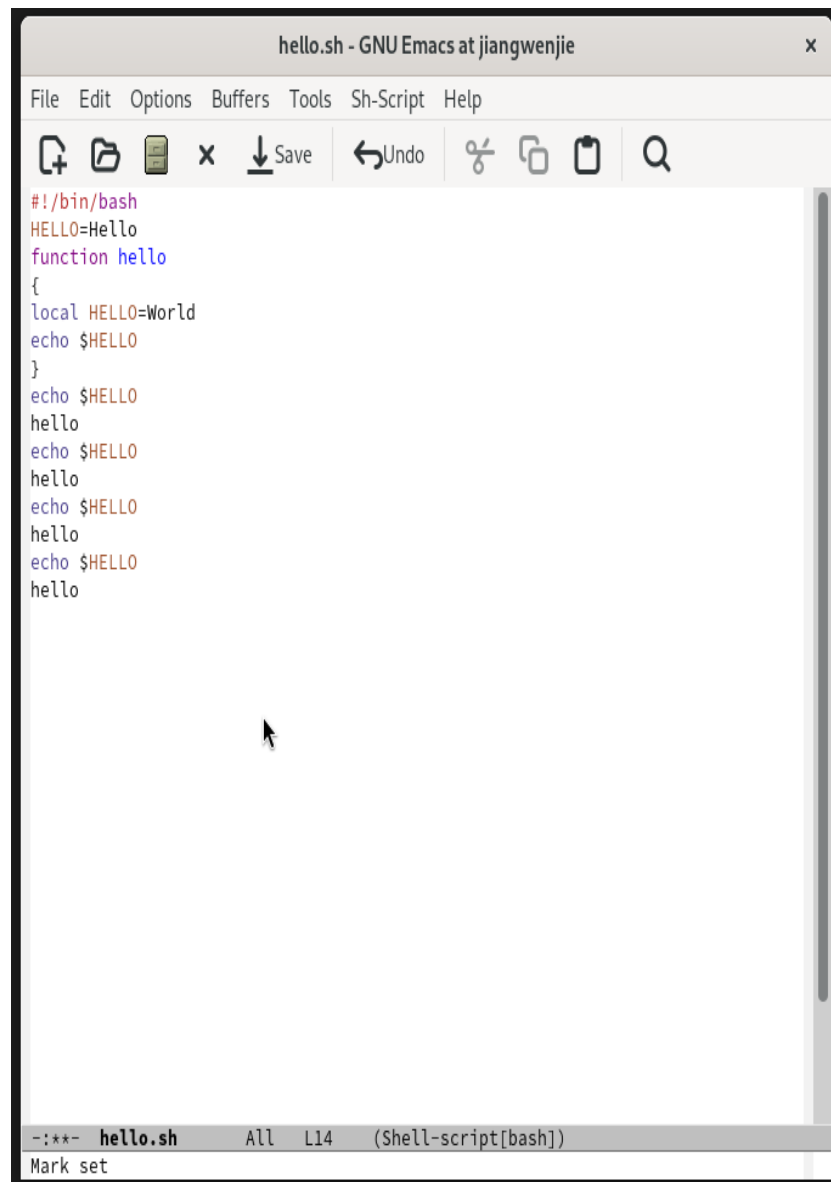 hello.sh - GNU Emacs at jiangwenjie x
File Edit Options Buffers Tools Sh-Script Help
Save Undo
#!/bin/bash
HELLO=Hello
function hello
{
local HELLO=World
echo $HELLO
}
echo $HELLO
hello
echo $HELLO
hello
echo $HELLO
hello
echo $HELLO
hello
-:**- hello.sh All L14 (Shell-script[bash])
Mark set